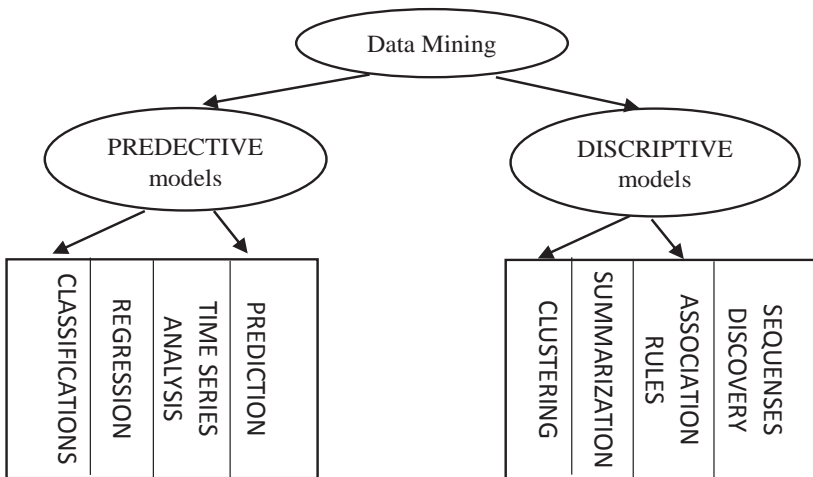 Data Mining
PREDECTIVE
models
DISCRIPTIVE
models
CLASSIFICATIONS
REGRESSION
TIME SERIES
ANALYSIS
PREDICTION
CLUSTERING
SUMMARIZATION
ASSOCIATION
RULES
SEQUENSES
DISCOVERY